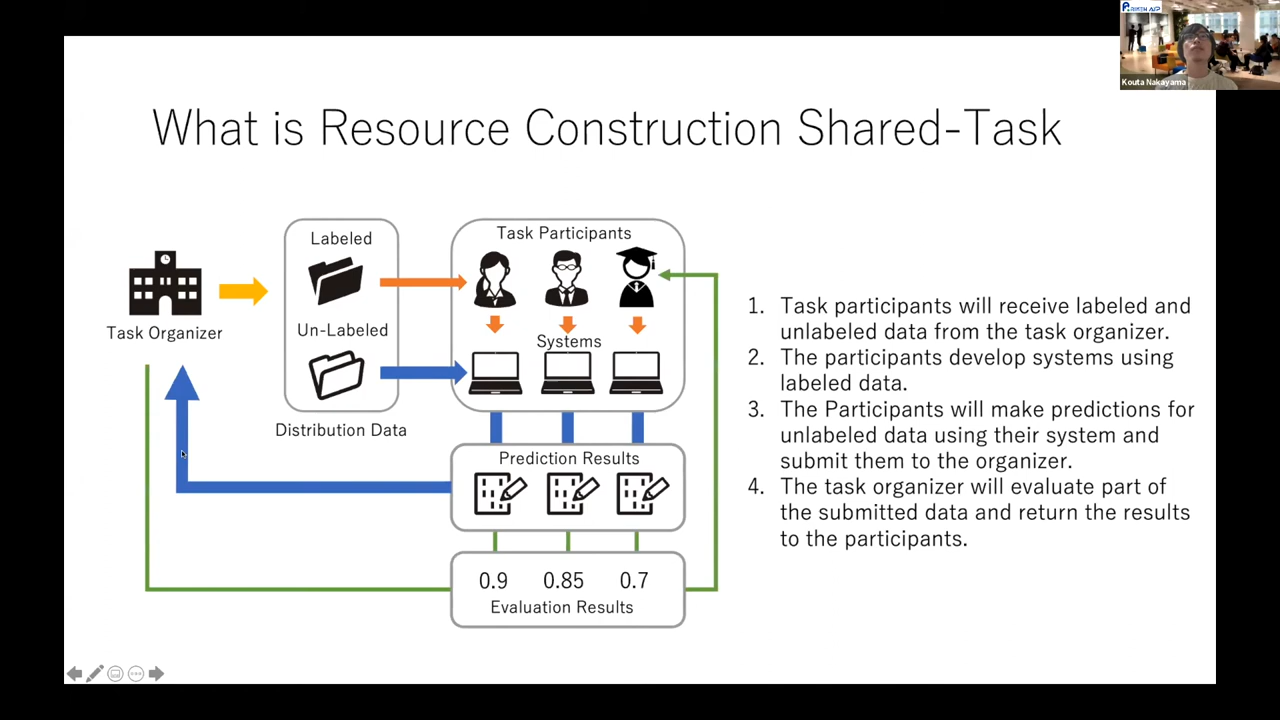 RIKEN AIP
Kouta Nakayama
What is Resource Construction Shared-Task
Labeled
Un-Labeled
Distribution Data
Task Organizer
Task Participants
Systems
Prediction Results
0.9 0.85 0.7
Evaluation Results
1. Task participants will receive labeled and
unlabeled data from the task organizer.
2. The participants develop systems using
labeled data.
3. The Participants will make predictions for
unlabeled data using their system and
submit them to the organizer.
4. The task organizer will evaluate part of
the submitted data and return the results
to the participants.